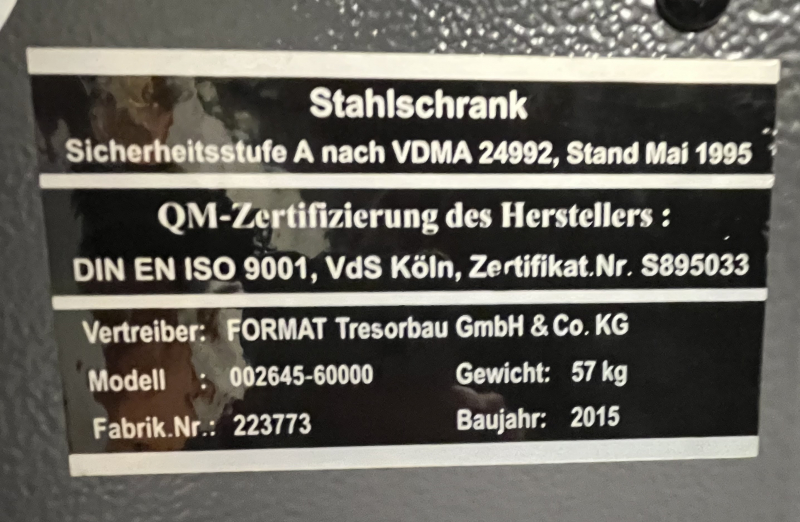 Stahlschrank
Sicherheitsstufe A nach VDMA 24992, Stand Mai 1995
QM-Zertifizierung des Herstellers :
DIN EN ISO 9001, VdS Köln, Zertifikat.Nr. S895033
Vertreiber: FORMAT Tresorbau GmbH & Co. KG
Modell : 002645-60000 Gewicht: 57 kg
Fabrik.Nr.: 223773 Baujahr: 2015